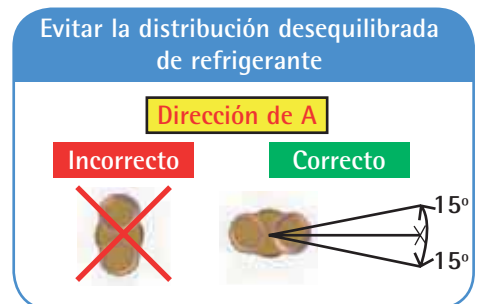 Evitar la distribución desequilibrada
de refrigerante
Dirección de A
Incorrecto
Correcto
15º
15º